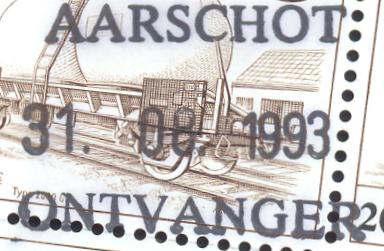 AARSCHOT
31. 08. 1993
ONTVANGER